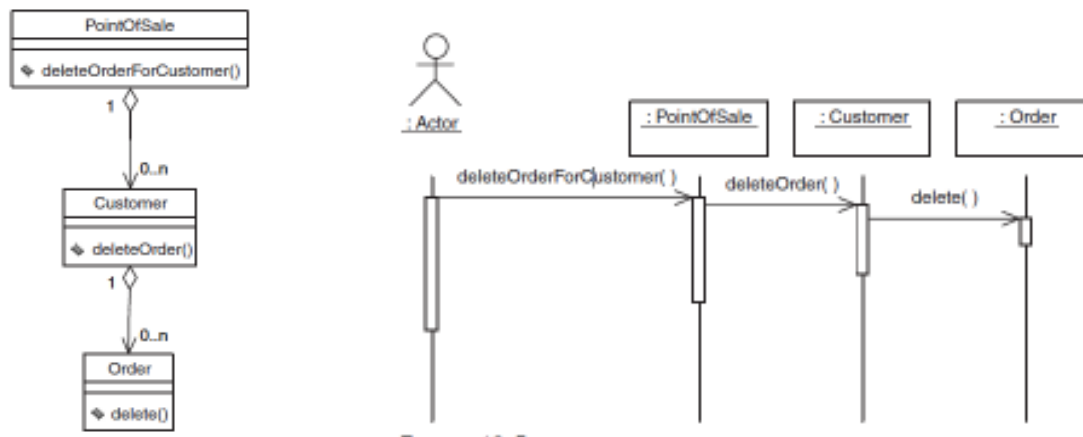 PointOfSale
deleteOrderForCustomer()
1
0..n
Customer
deleteOrder()
1
0..n
Order
delete()
: Actor
: PointOfSale
: Customer
: Order
deleteOrderForCustomer( )
deleteOrder( )
delete( )